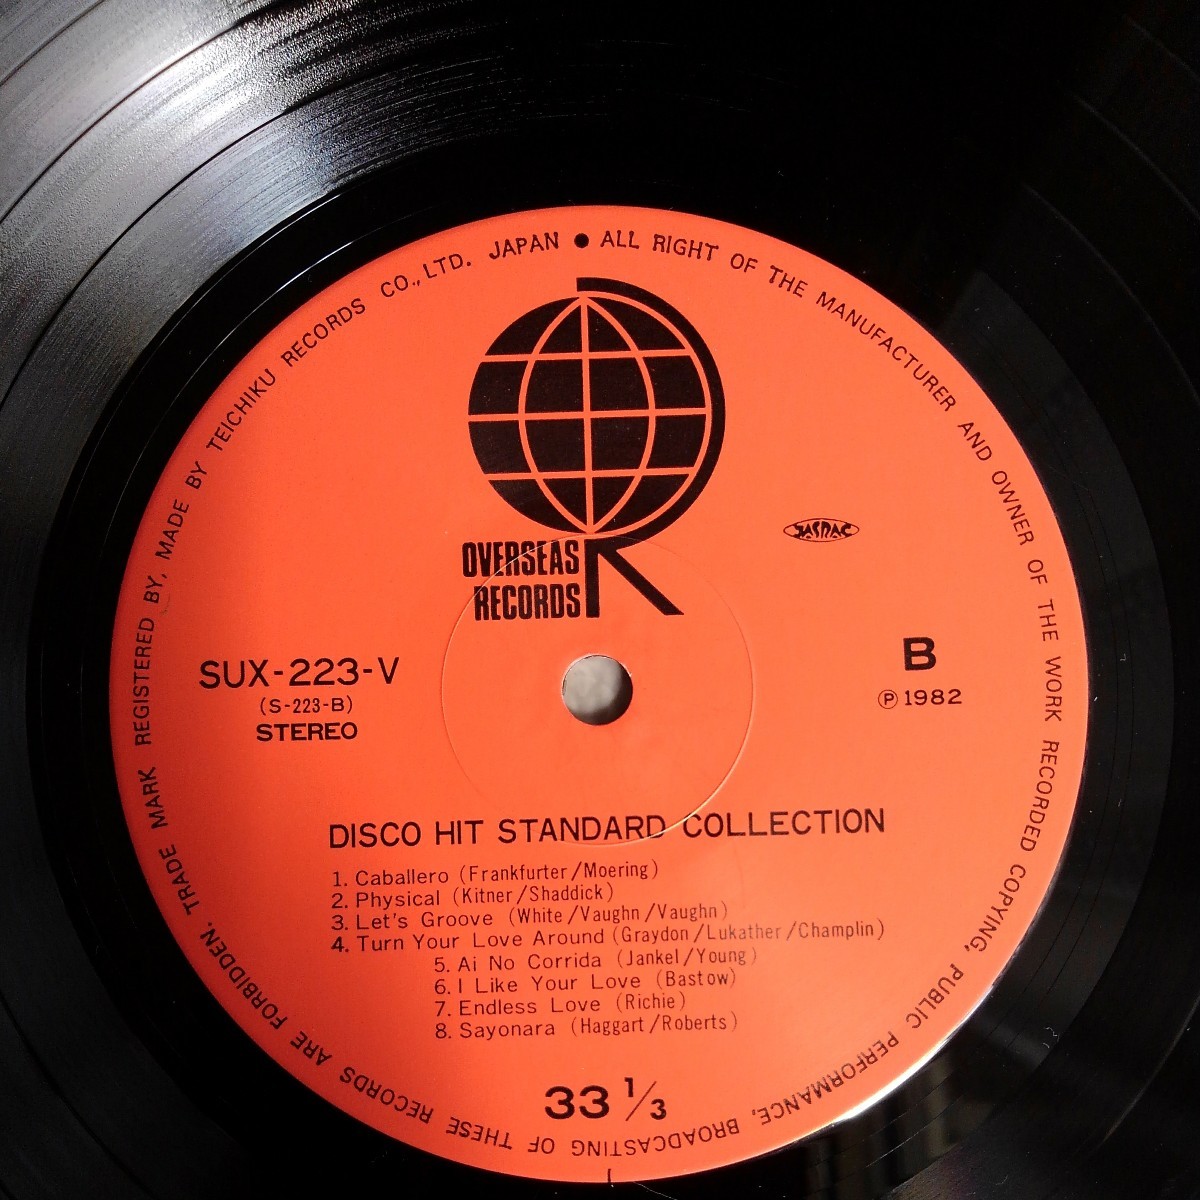 REGISTERED BY, MADE BY TEICHIKU RECORDS CO., LTD. JAPAN ● ALL RIGHT OF THE MANUFACTURER AND OWNER OF THE WORK RECORDED COPYING, PUBLIC PERFORMANCE, BROADCASTING OF THESE RECORDS ARE FORBIDDEN. TRADE MARK
OVERSEAS
RECORDS
R
JASRAC
SUX-223-V
(S-223-B)
STEREO
B
Ⓟ 1982
DISCO HIT STANDARD COLLECTION
1. Caballero (Frankfurter/Moering)
2. Physical (Kitner/Shaddick)
3. Let's Groove (White/Vaughn/Vaughn)
4. Turn Your Love Around (Graydon/Lukather/Champlin)
5. Ai No Corrida (Jankel/Young)
6. I Like Your Love (Bastow)
7. Endless Love (Richie)
8. Sayonara (Haggart/Roberts)
33 1/3